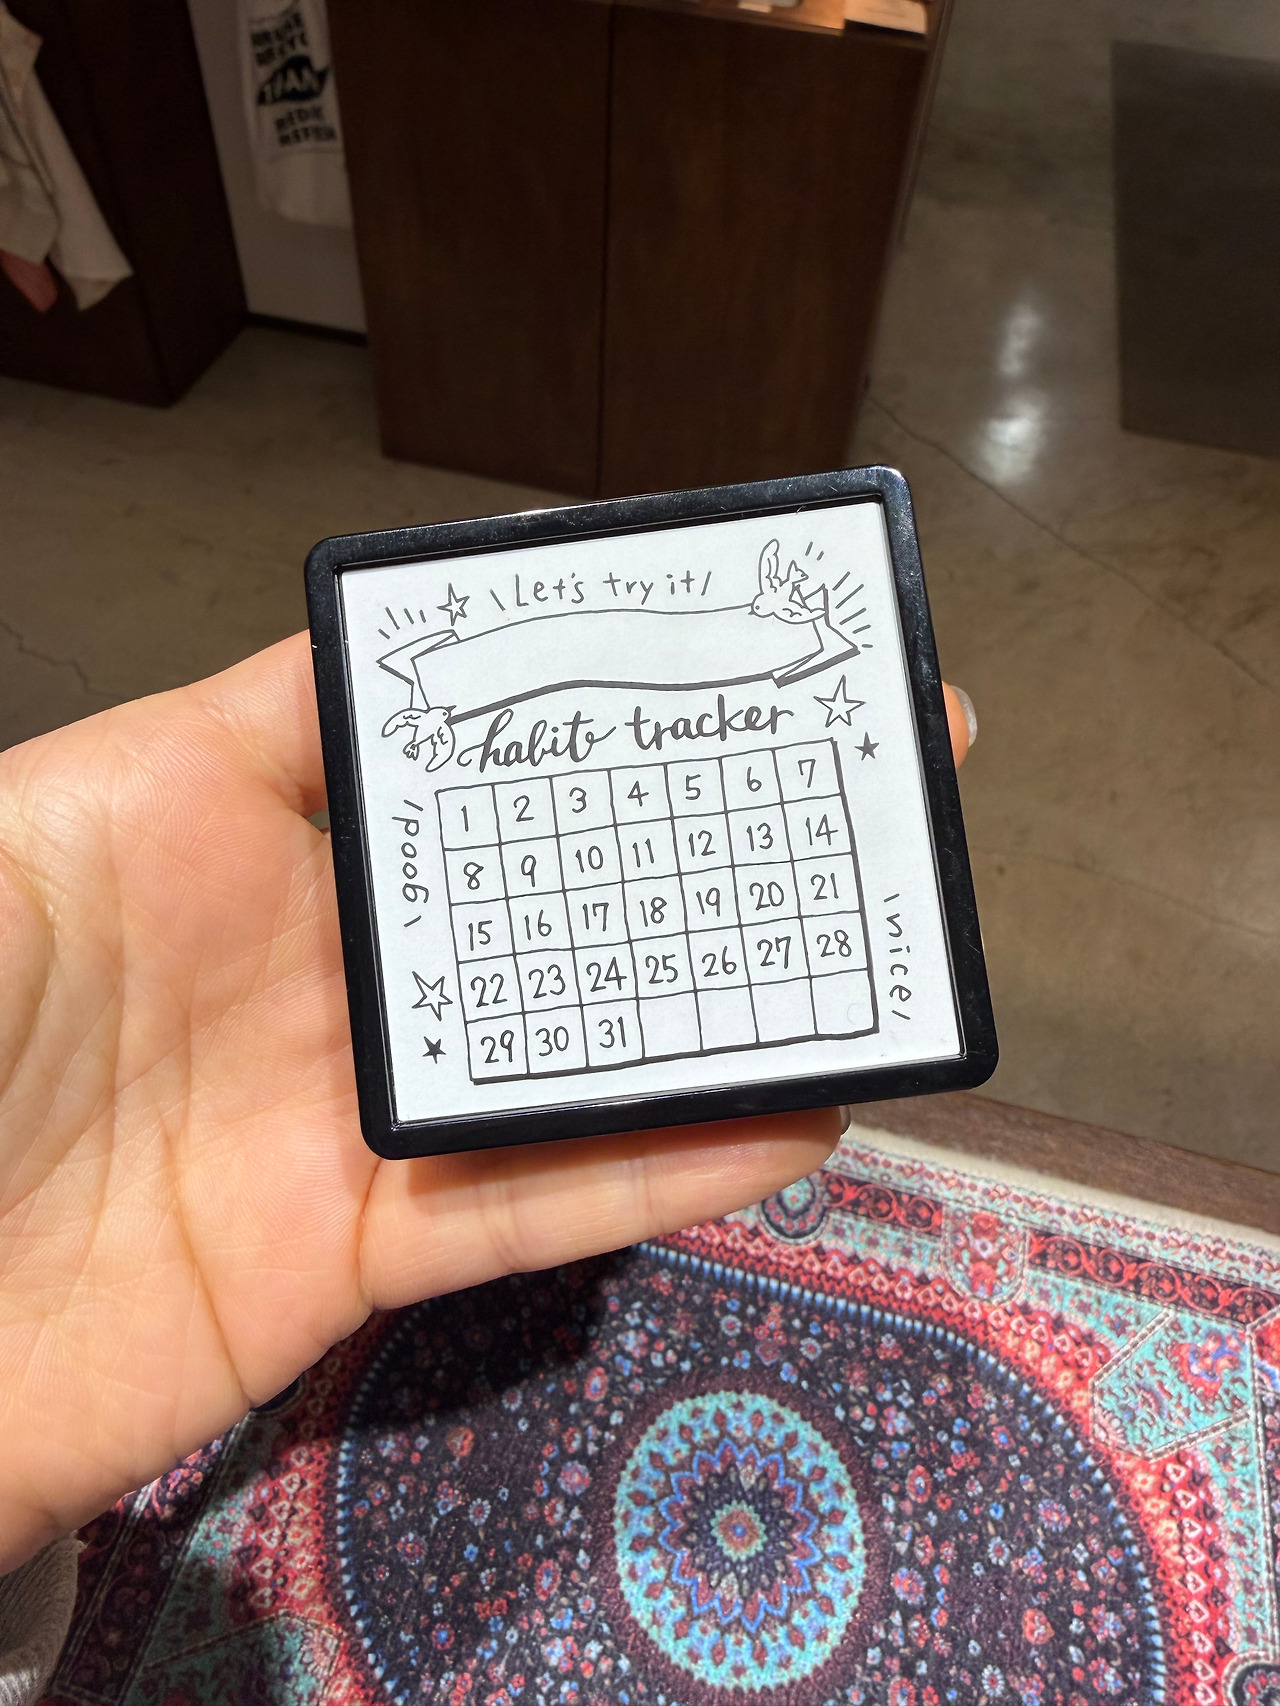 \Let's try it/
habit tracker
1 2 3 4 5 6 7
8 9 10 11 12 13 14
15 16 17 18 19 20 21
22 23 24 25 26 27 28
29 30 31
\good/
\nice/